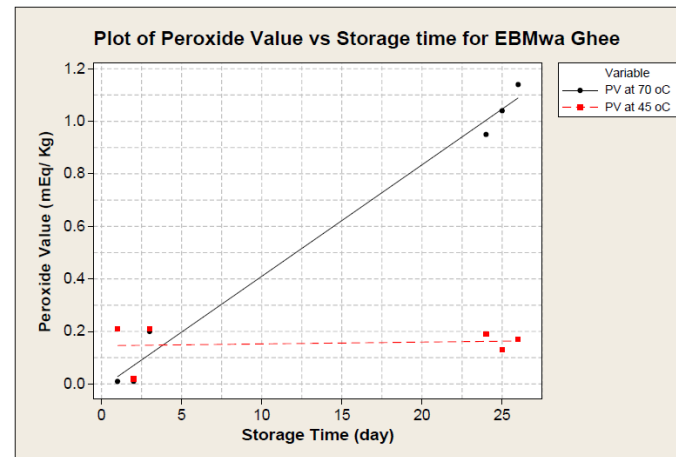 Plot of Peroxide Value vs Storage time for EBMwa Ghee
Variable
PV at 70 oC
PV at 45 oC
Peroxide Value (mEq/ Kg)
1.2
1.0
0.8
0.6
0.4
0.2
0.0
0 5 10 15 20 25
Storage Time (day)